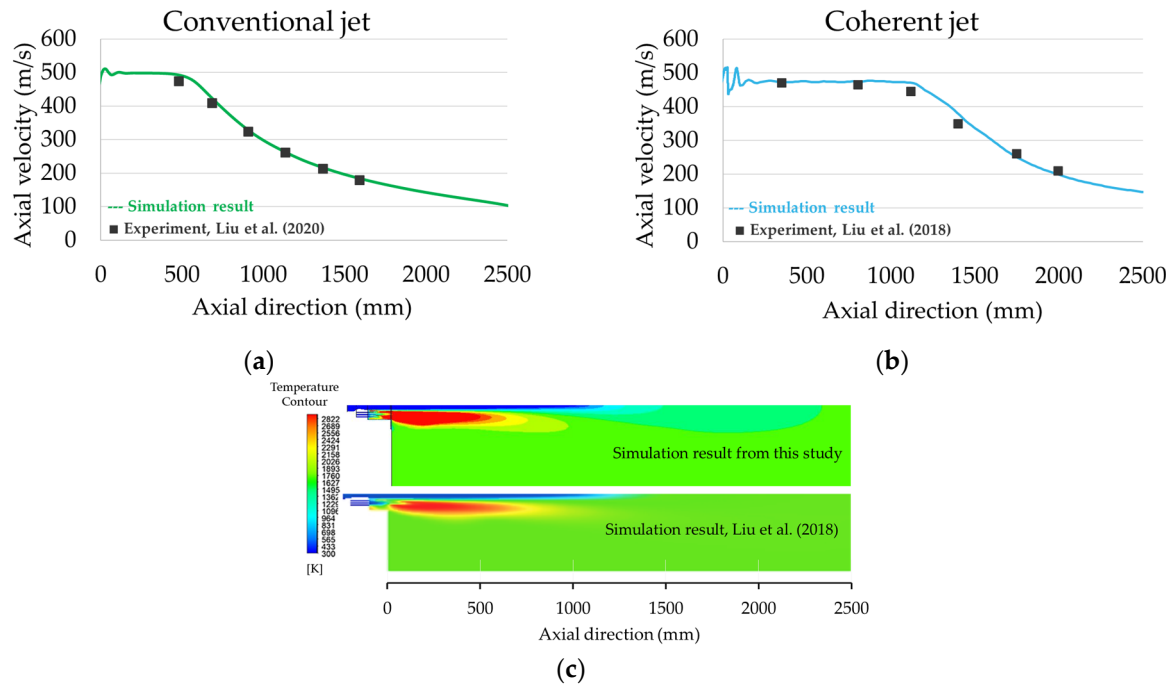 Conventional jet
600
500
400
300
200
100
0
Axial velocity (m/s)
--- Simulation result
■ Experiment, Liu et al. (2020)
0 500 1000 1500 2000 2500
Axial direction (mm)
(a)
Coherent jet
600
500
400
300
200
100
0
Axial velocity (m/s)
--- Simulation result
■ Experiment, Liu et al. (2018)
0 500 1000 1500 2000 2500
Axial direction (mm)
(b)
Temperature
Contour
2822
2689
2556
2424
2291
2158
2026
1893
1760
1627
1495
1362
1229
1096
964
831
698
565
433
300
[K]
Simulation result from this study
Simulation result, Liu et al. (2018)
0 500 1000 1500 2000 2500
Axial direction (mm)
(c)